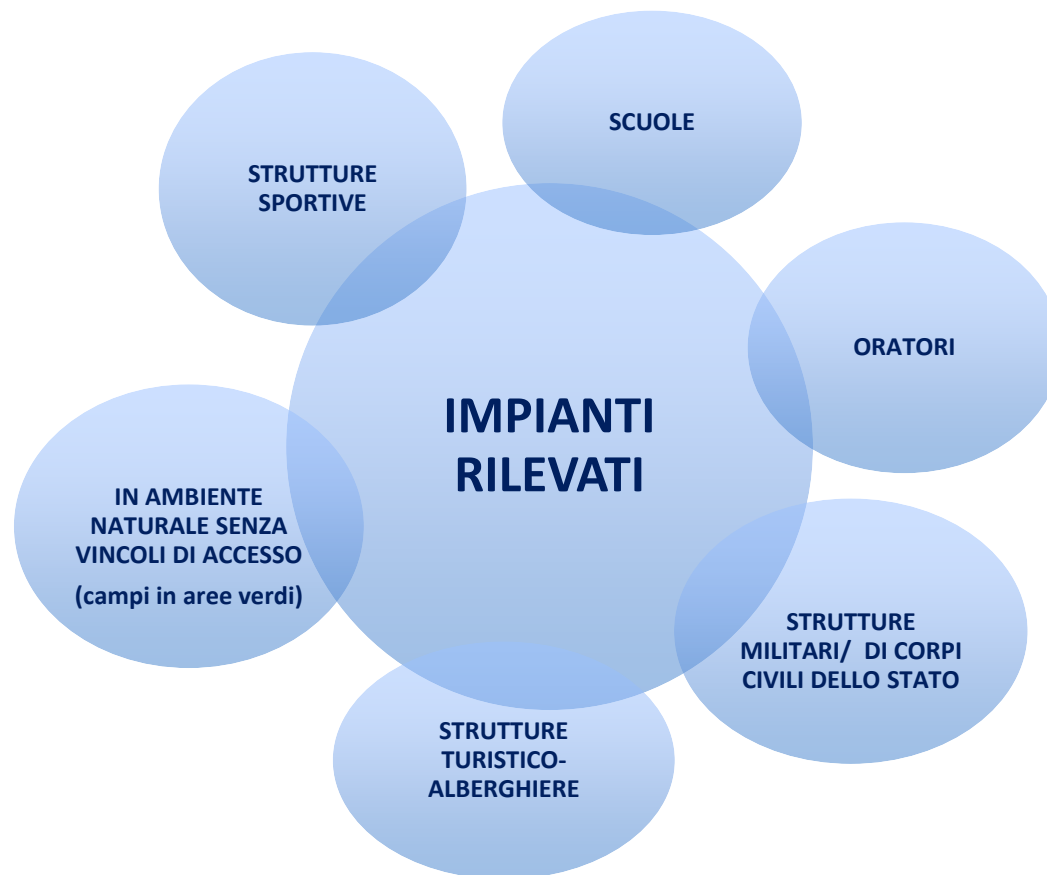 SCUOLE
STRUTTURE
SPORTIVE
ORATORI
IMPIANTI
RILEVATI
IN AMBIENTE
NATURALE SENZA
VINCOLI DI ACCESSO
(campi in aree verdi)
STRUTTURE
MILITARI/  DI CORPI
CIVILI DELLO STATO
STRUTTURE
TURISTICO-
ALBERGHIERE